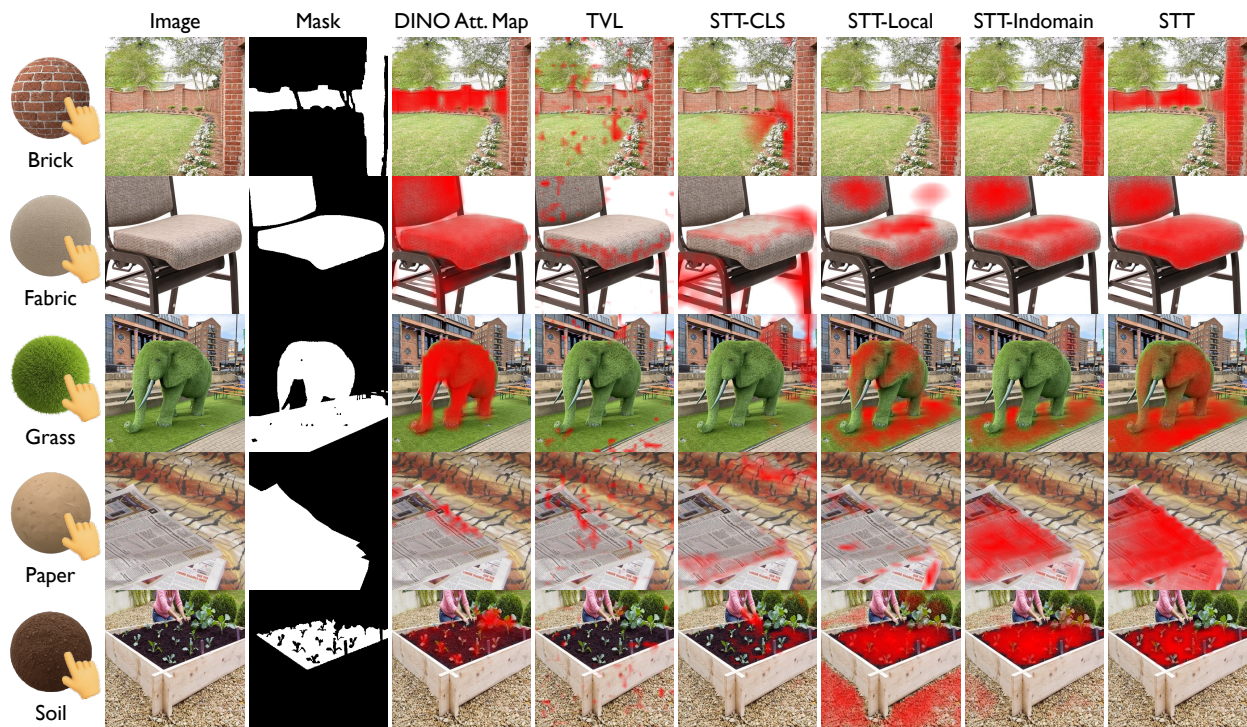 Image Mask DINO Att. Map TVL STT-CLS STT-Local STT-Indomain STT
Brick
Fabric
Grass
Paper
Soil